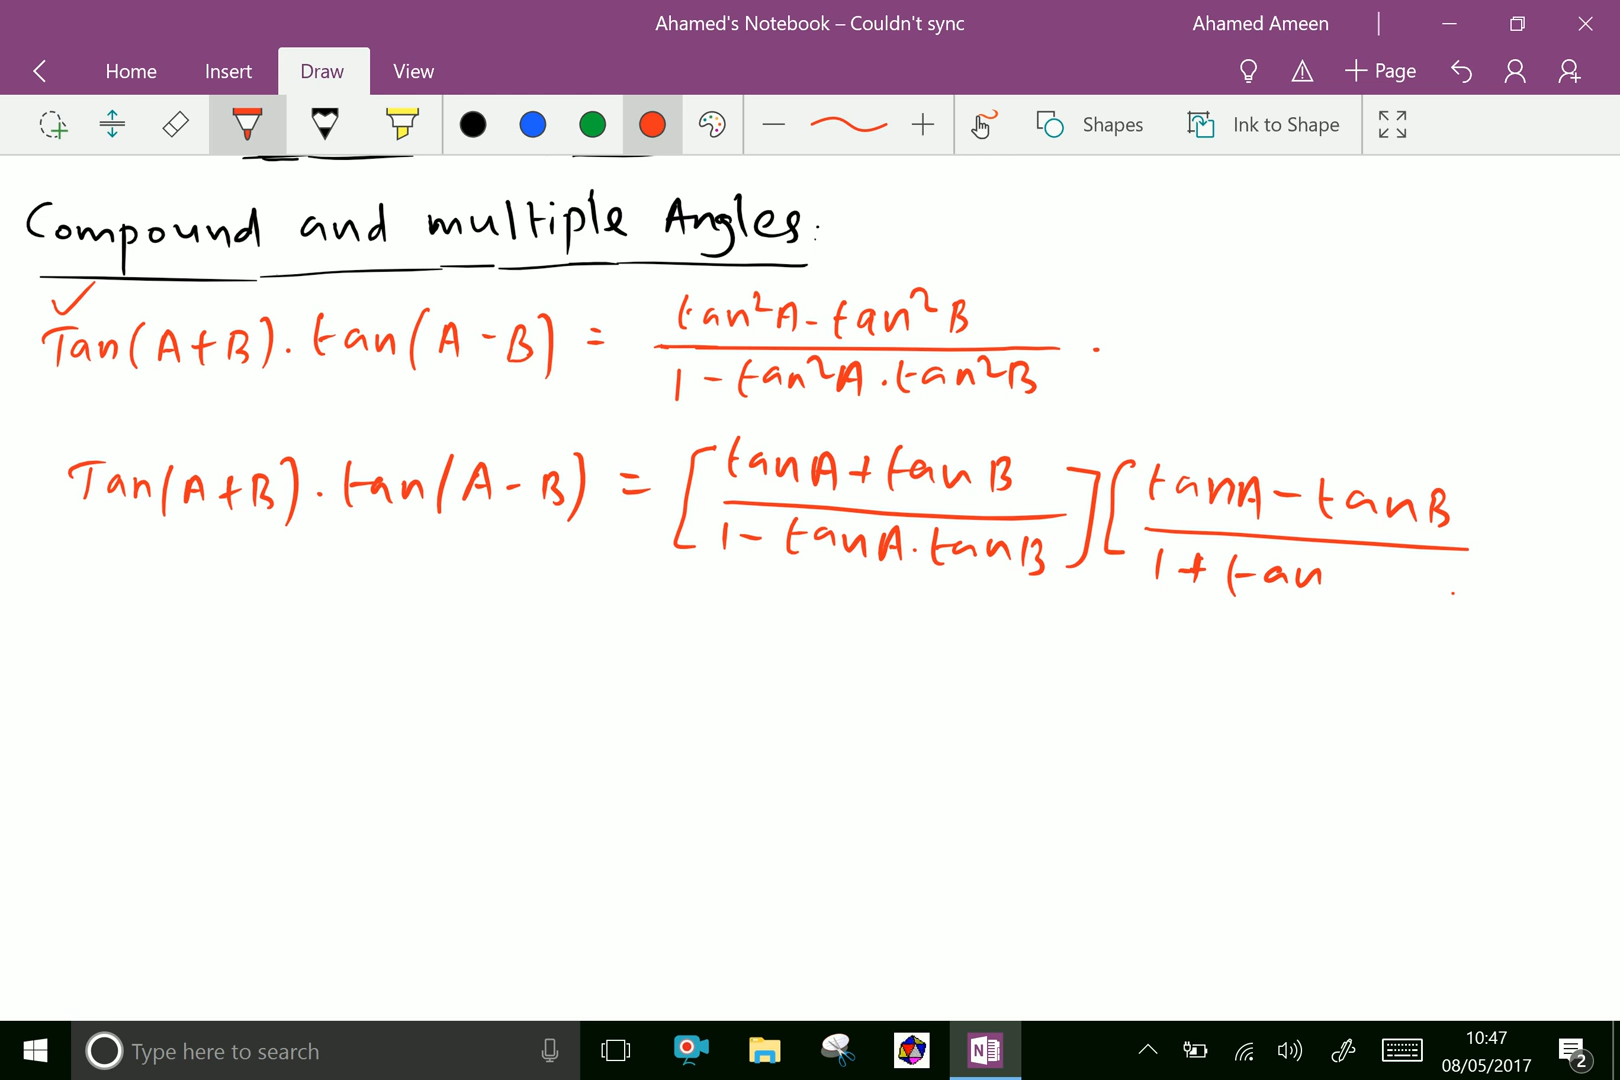 Ahamed's Notebook – Couldn't sync
Ahamed Ameen
Home Insert Draw View
Page
Shapes Ink to Shape
Compound and multiple Angles:
Tan(A+B).tan(A-B) = tan²A-tan²B / 1-tan²A.tan²B .
Tan(A+B).tan(A-B) = [tanA+tanB / 1-tanA.tanB][tanA-tanB / 1+tan
Type here to search
10:47
08/05/2017
2